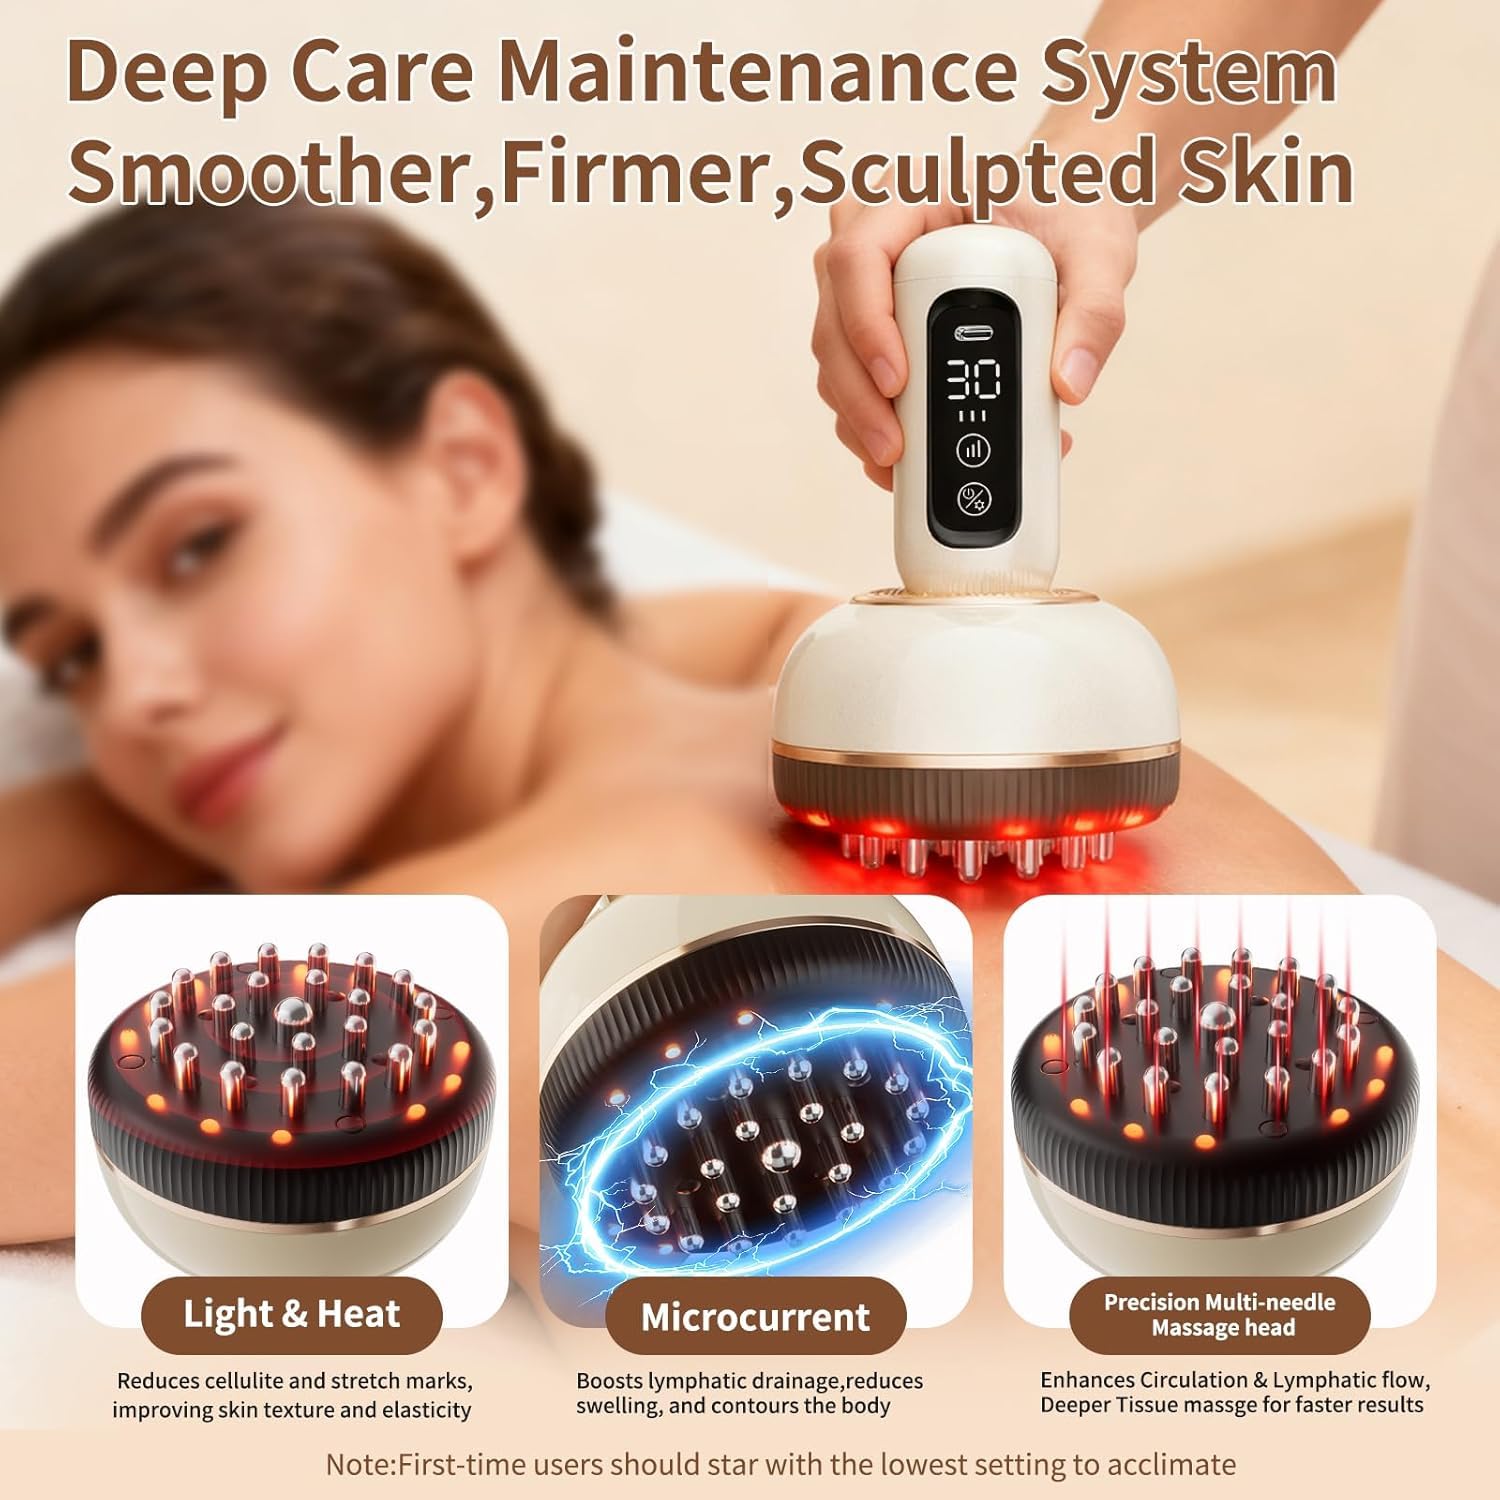 Deep Care Maintenance System
Smoother,Firmer,Sculpted Skin
30
Light & Heat
Reduces cellulite and stretch marks,
improving skin texture and elasticity
Microcurrent
Boosts lymphatic drainage,reduces
swelling, and contours the body
Precision Multi-needle
Massage head
Enhances Circulation & Lymphatic flow,
Deeper Tissue massge for faster results
Note:First-time users should star with the lowest setting to acclimate